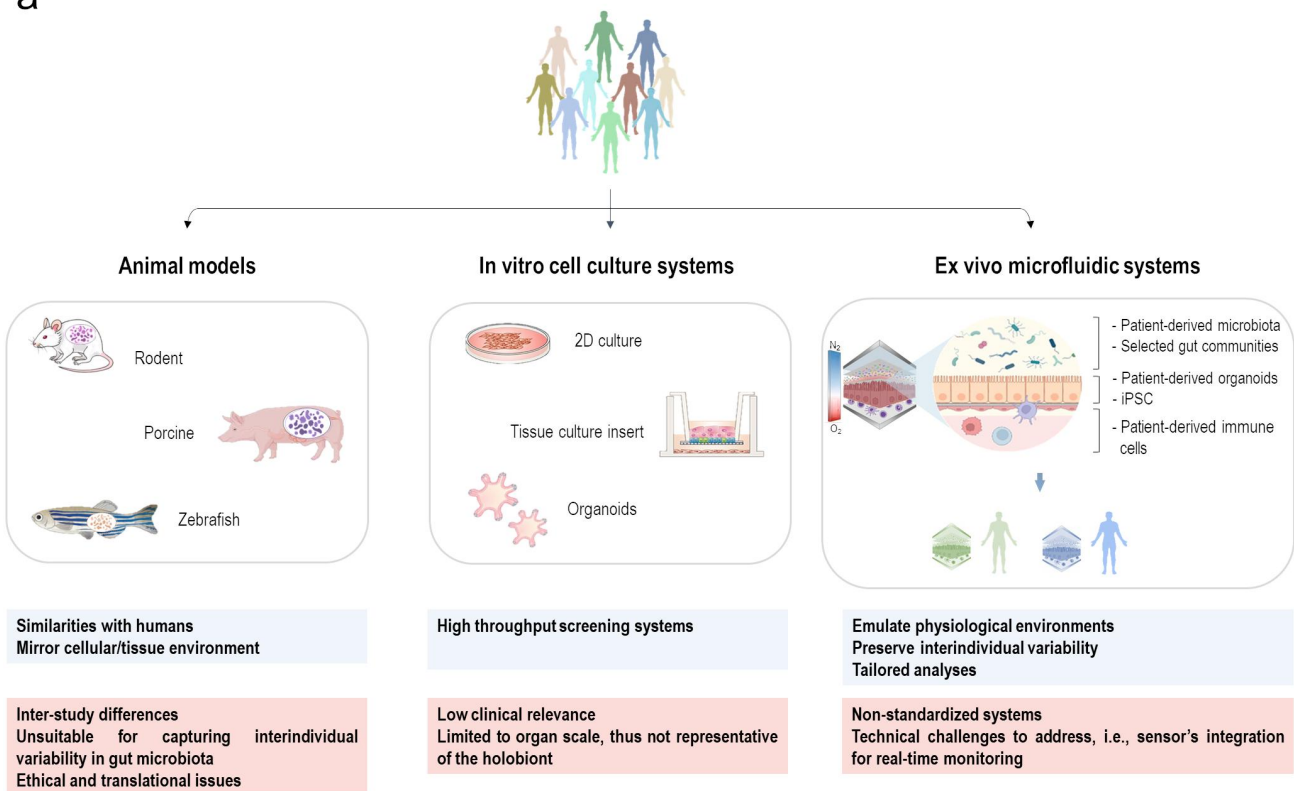 a
Animal models
In vitro cell culture systems
Ex vivo microfluidic systems
Rodent
Porcine
Zebrafish
2D culture
Tissue culture insert
Organoids
N2
O2
- Patient-derived microbiota
- Selected gut communities
- Patient-derived organoids
- iPSC
- Patient-derived immune
cells
Similarities with humans
Mirror cellular/tissue environment
High throughput screening systems
Emulate physiological environments
Preserve interindividual variability
Tailored analyses
Inter-study differences
Unsuitable for capturing interindividual
variability in gut microbiota
Ethical and translational issues
Low clinical relevance
Limited to organ scale, thus not representative
of the holobiont
Non-standardized systems
Technical challenges to address, i.e., sensor's integration
for real-time monitoring